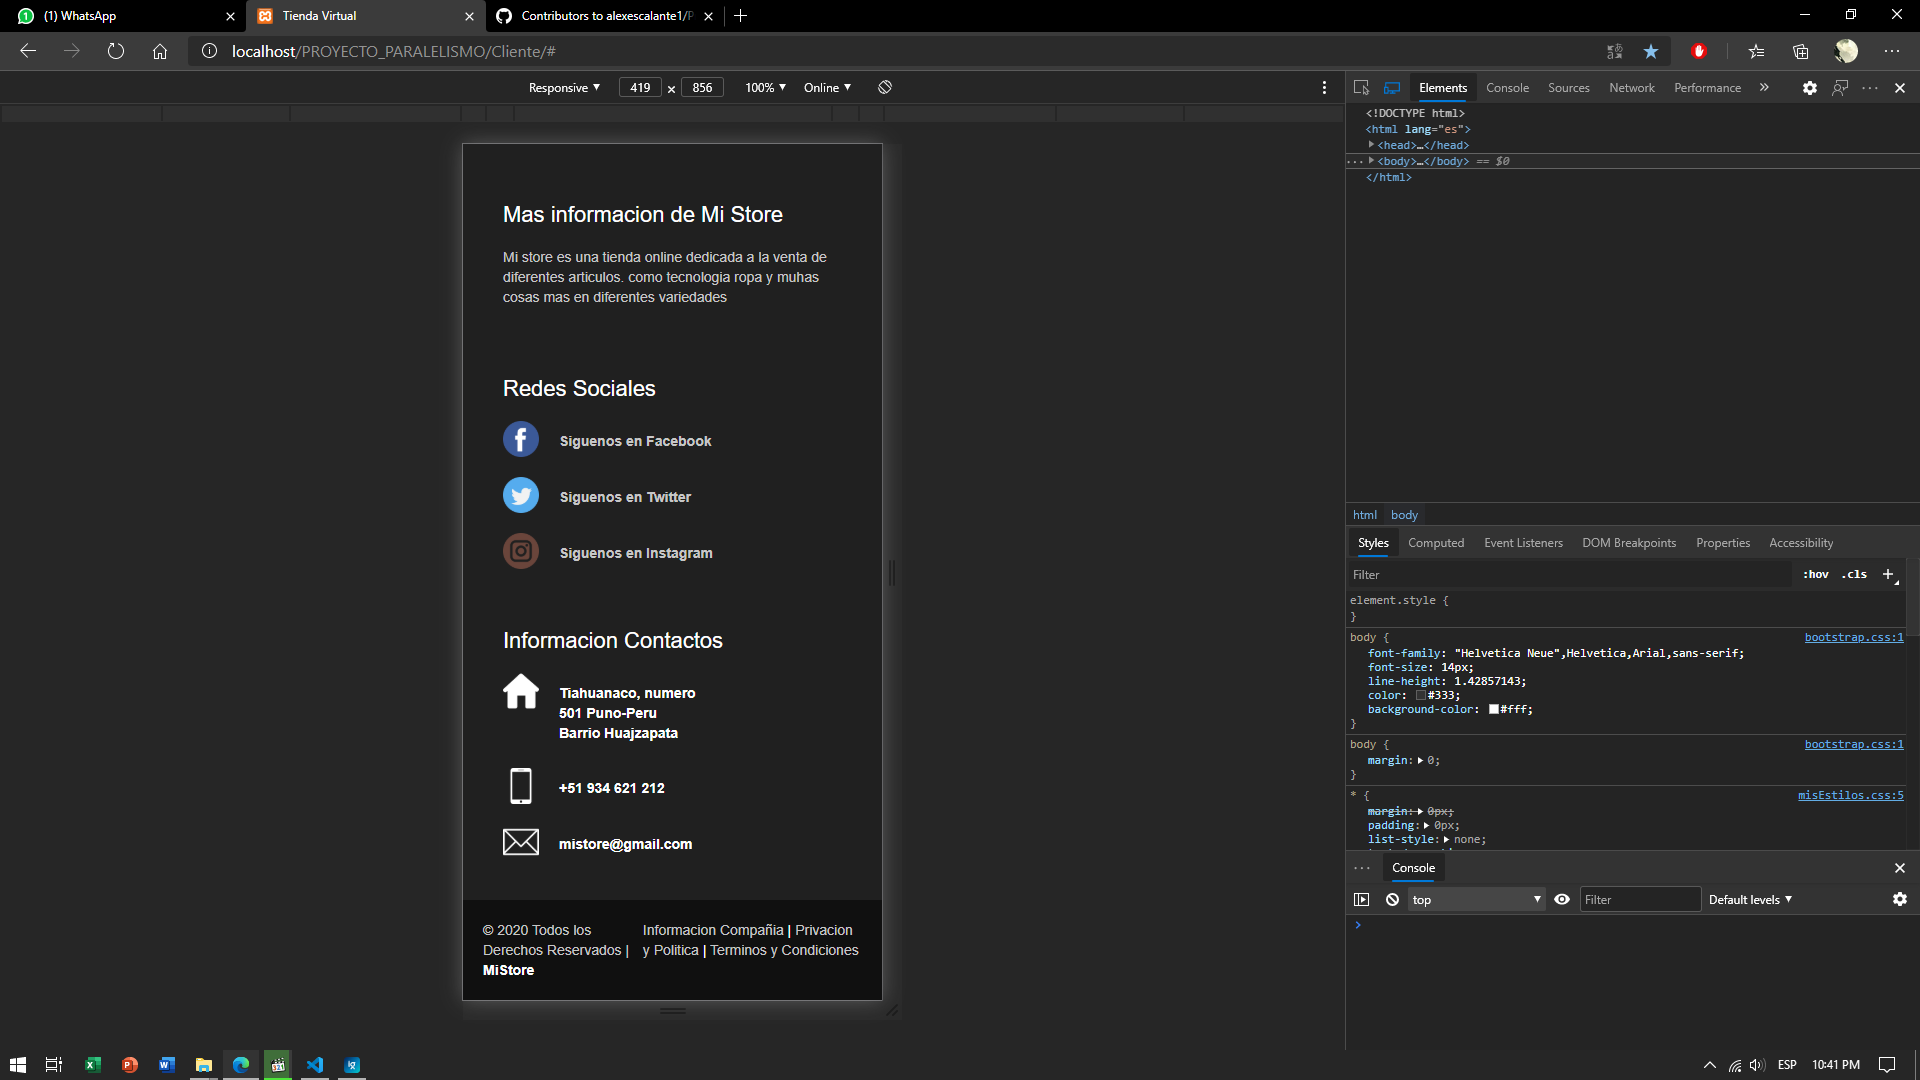 (1) WhatsApp
Tienda Virtual
Contributors to alexescalante1/P
localhost/PROYECTO_PARALELISMO/Cliente/#
Responsive ▼ 419 × 856 100% ▼ Online ▼
Elements Console Sources Network Performance »
<!DOCTYPE html>
<html lang="es">
<head>…</head>
<body>…</body> == $0
</html>
Mas informacion de Mi Store
Mi store es una tienda online dedicada a la venta de
diferentes articulos. como tecnologia ropa y muhas
cosas mas en diferentes variedades
Redes Sociales
Siguenos en Facebook
Siguenos en Twitter
Siguenos en Instagram
Informacion Contactos
Tiahuanaco, numero
501 Puno-Peru
Barrio Huajzapata
+51 934 621 212
mistore@gmail.com
© 2020 Todos los
Derechos Reservados |
MiStore
Informacion Compañia | Privacion
y Politica | Terminos y Condiciones
html body
Styles Computed Event Listeners DOM Breakpoints Properties Accessibility
Filter :hov .cls +
element.style {
}
body { bootstrap.css:1
font-family: "Helvetica Neue",Helvetica,Arial,sans-serif;
font-size: 14px;
line-height: 1.42857143;
color: #333;
background-color: #fff;
}
body { bootstrap.css:1
margin: 0;
}
* { misEstilos.css:5
margin: 0px;
padding: 0px;
list-style: none;
Console
top ▼ Filter Default levels ▼
>
ESP 10:41 PM